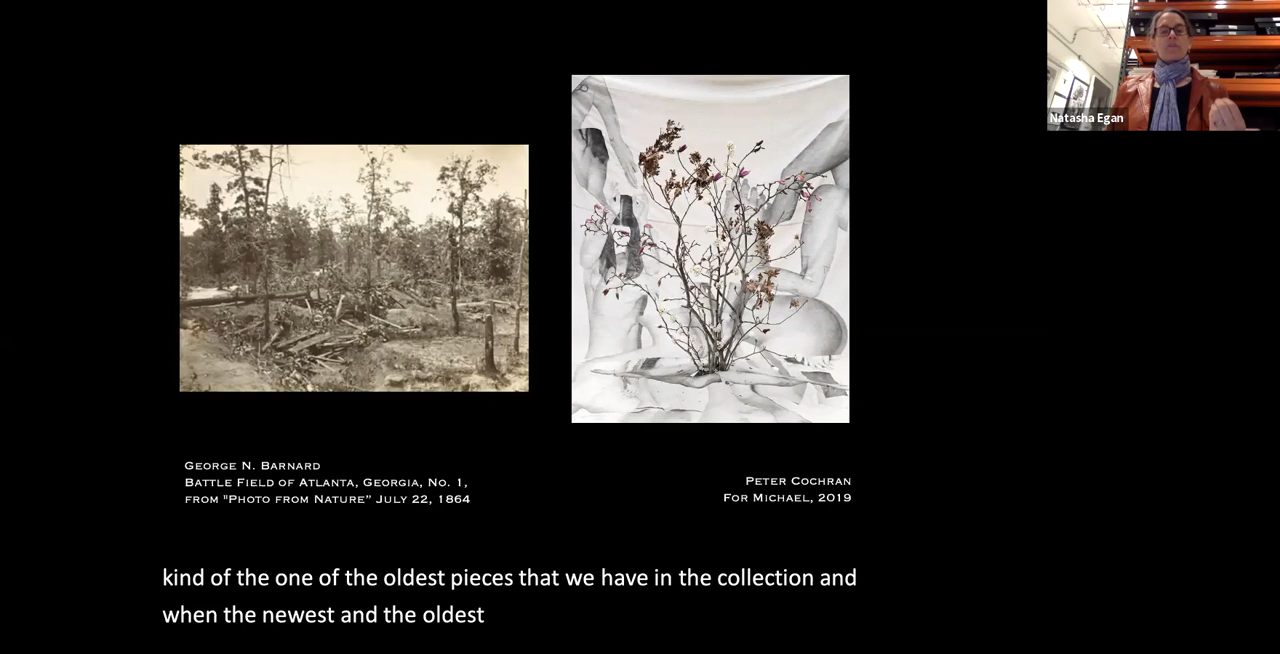 Natasha Egan
George N. Barnard
Battle Field of Atlanta, Georgia, No. 1,
from "Photo from Nature” July 22, 1864
Peter Cochran
For Michael, 2019
kind of the one of the oldest pieces that we have in the collection and
when the newest and the oldest